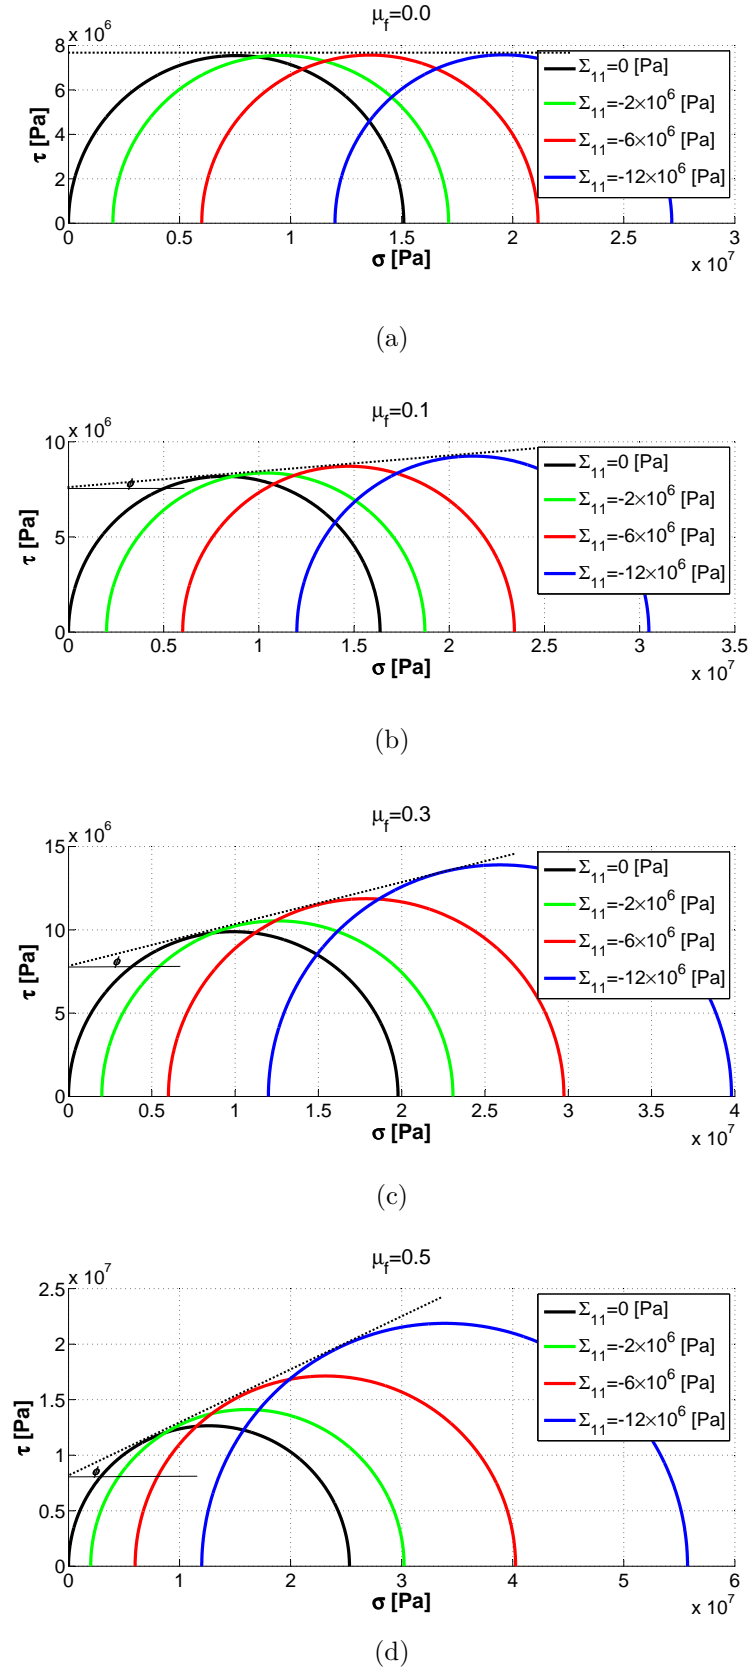 μf=0.0
x 10^6
8
6
4
2
0
τ [Pa]
Σ11=0 [Pa]
Σ11=-2×10^6 [Pa]
Σ11=-6×10^6 [Pa]
Σ11=-12×10^6 [Pa]
0 0.5 1 1.5 2 2.5 3
σ [Pa]
x 10^7
(a)
μf=0.1
x 10^6
10
5
0
τ [Pa]
ϕ
Σ11=0 [Pa]
Σ11=-2×10^6 [Pa]
Σ11=-6×10^6 [Pa]
Σ11=-12×10^6 [Pa]
0 0.5 1 1.5 2 2.5 3 3.5
σ [Pa]
x 10^7
(b)
μf=0.3
x 10^6
15
10
5
0
τ [Pa]
ϕ
Σ11=0 [Pa]
Σ11=-2×10^6 [Pa]
Σ11=-6×10^6 [Pa]
Σ11=-12×10^6 [Pa]
0 0.5 1 1.5 2 2.5 3 3.5 4
σ [Pa]
x 10^7
(c)
μf=0.5
x 10^7
2.5
2
1.5
1
0.5
0
τ [Pa]
ϕ
Σ11=0 [Pa]
Σ11=-2×10^6 [Pa]
Σ11=-6×10^6 [Pa]
Σ11=-12×10^6 [Pa]
0 1 2 3 4 5 6
σ [Pa]
x 10^7
(d)